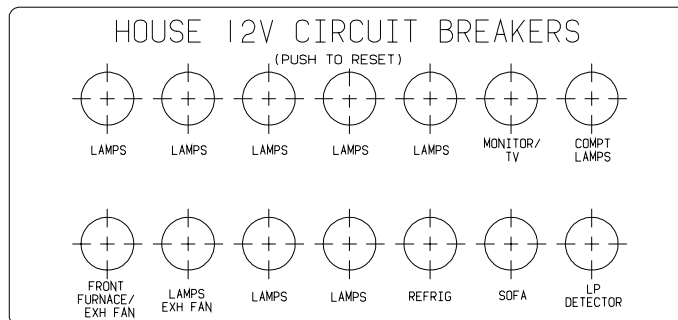 HOUSE 12V CIRCUIT BREAKERS
(PUSH TO RESET)
LAMPS LAMPS LAMPS LAMPS LAMPS MONITOR/ TV COMPT LAMPS
FRONT FURNACE/ EXH FAN LAMPS EXH FAN LAMPS LAMPS REFRIG SOFA LP DETECTOR